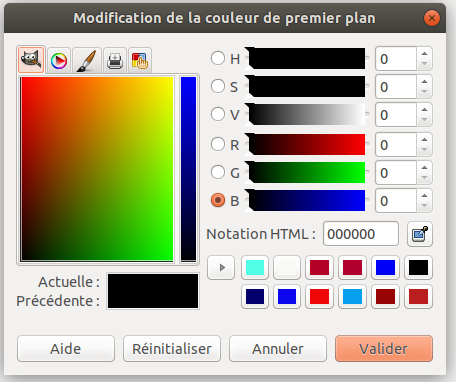 Modification de la couleur de premier plan
H 0
S 0
V 0
R 0
G 0
B 0
Notation HTML : 000000
Actuelle :
Précédente :
Aide Réinitialiser Annuler Valider